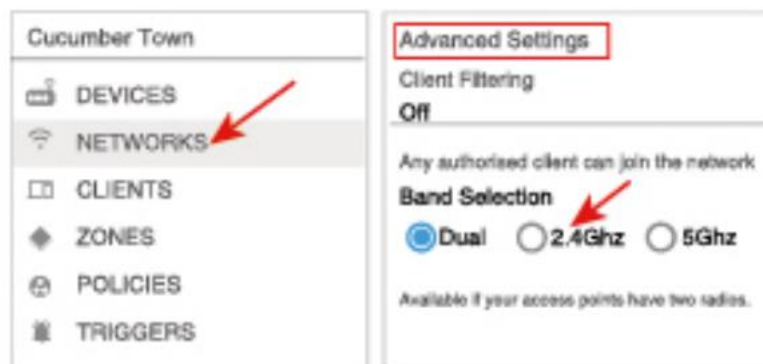 Cucumber Town
DEVICES
NETWORKS
CLIENTS
ZONES
POLICIES
TRIGGERS
Advanced Settings
Client Filtering
Off
Any authorised client can join the network
Band Selection
Dual 2.4Ghz 5Ghz
Available if your access points have two radios.